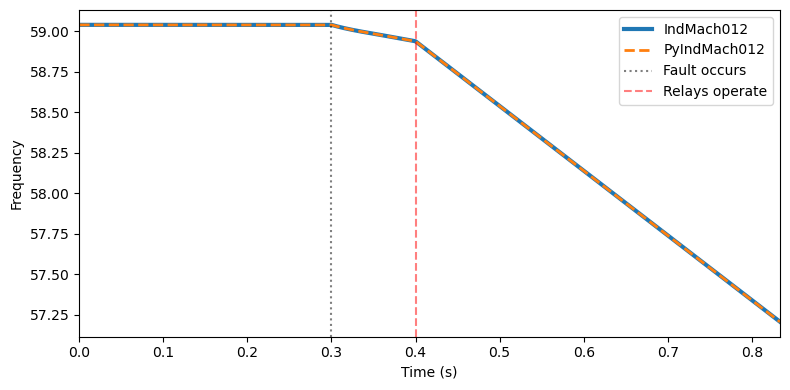 59.00
58.75
58.50
58.25
58.00
57.75
57.50
57.25
Frequency
0.0 0.1 0.2 0.3 0.4 0.5 0.6 0.7 0.8
Time (s)
IndMach012
PyIndMach012
Fault occurs
Relays operate